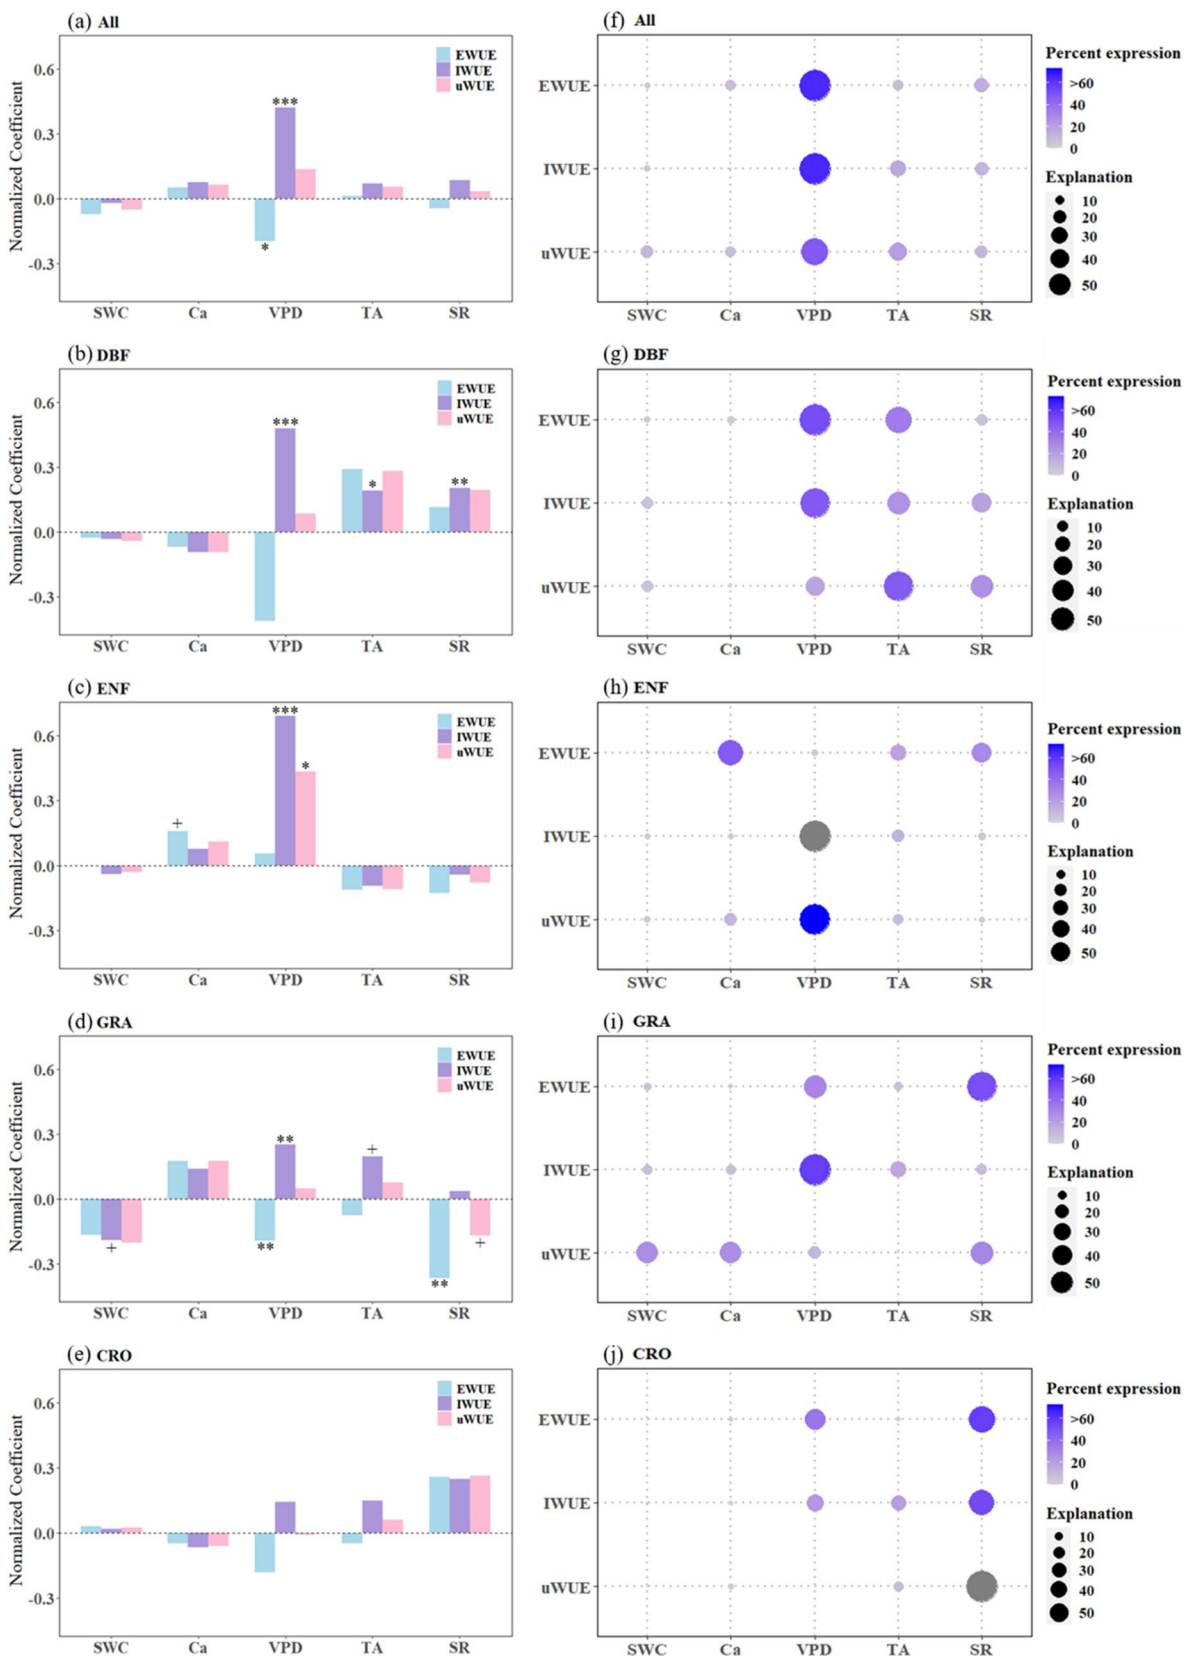 (a) All
Normalized Coefficient
0.6
0.3
0.0
-0.3
EWUE
IWUE
uWUE
***
*
SWC Ca VPD TA SR
(f) All
EWUE
IWUE
uWUE
SWC Ca VPD TA SR
Percent expression
>60
40
20
0
Explanation
10
20
30
40
50
(b) DBF
Normalized Coefficient
0.6
0.3
0.0
-0.3
EWUE
IWUE
uWUE
***
*
**
SWC Ca VPD TA SR
(g) DBF
EWUE
IWUE
uWUE
SWC Ca VPD TA SR
Percent expression
>60
40
20
0
Explanation
10
20
30
40
50
(c) ENF
Normalized Coefficient
0.6
0.3
0.0
-0.3
EWUE
IWUE
uWUE
***
*
+
SWC Ca VPD TA SR
(h) ENF
EWUE
IWUE
uWUE
SWC Ca VPD TA SR
Percent expression
>60
40
20
0
Explanation
10
20
30
40
50
(d) GRA
Normalized Coefficient
0.6
0.3
0.0
-0.3
EWUE
IWUE
uWUE
**
+
+
**
+
**
SWC Ca VPD TA SR
(i) GRA
EWUE
IWUE
uWUE
SWC Ca VPD TA SR
Percent expression
>60
40
20
0
Explanation
10
20
30
40
50
(e) CRO
Normalized Coefficient
0.6
0.3
0.0
-0.3
EWUE
IWUE
uWUE
SWC Ca VPD TA SR
(j) CRO
EWUE
IWUE
uWUE
SWC Ca VPD TA SR
Percent expression
>60
40
20
0
Explanation
10
20
30
40
50